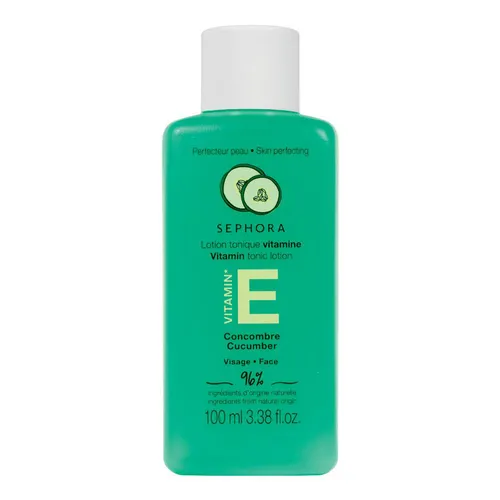 Perfecteur peau • Skin perfecting
SEPHORA
Lotion tonique vitamine
Vitamin tonic lotion
VITAMIN* E
Concombre
Cucumber
Visage • Face
96%
ingrédients d'origine naturelle
ingredients from natural origin
100 ml 3.38 fl.oz.